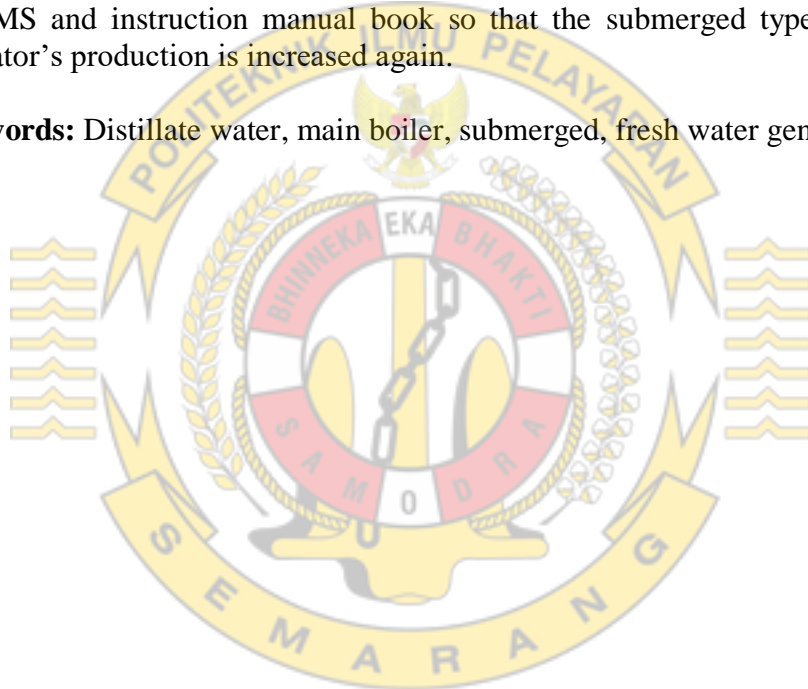 MS and instruction manual book so that the submerged type
ator's production is increased again.
words: Distillate water, main boiler, submerged, fresh water gen
POLITEKNIK ILMU PELAYARAN
BHINNEKA EKA BHAKTI
SAMODRA
SEMARANG